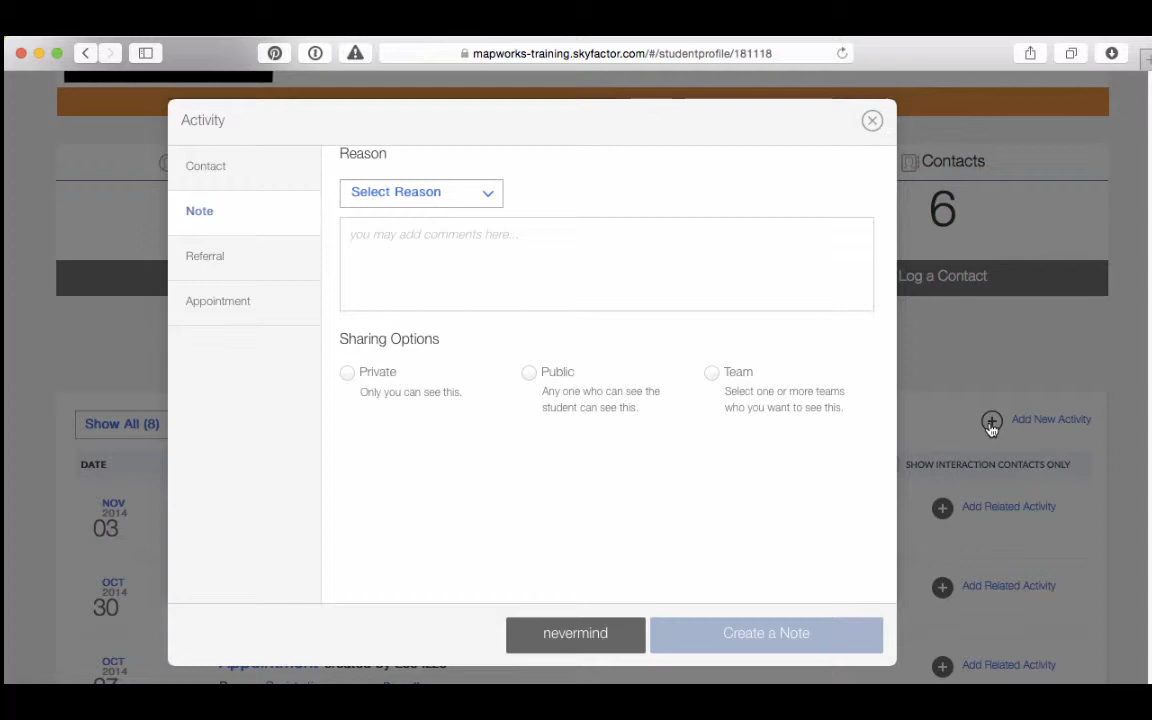 mapworks-training.skyfactor.com/#/studentprofile/181118
Activity
Contact
Note
Referral
Appointment
Reason
Select Reason
you may add comments here...
Sharing Options
Private
Only you can see this.
Public
Any one who can see the
student can see this.
Team
Select one or more teams
who you want to see this.
nevermind
Create a Note
Contacts
6
Log a Contact
Show All (8)
Add New Activity
DATE
SHOW INTERACTION CONTACTS ONLY
NOV
2014
03
Add Related Activity
OCT
2014
30
Add Related Activity
OCT
2014
Add Related Activity